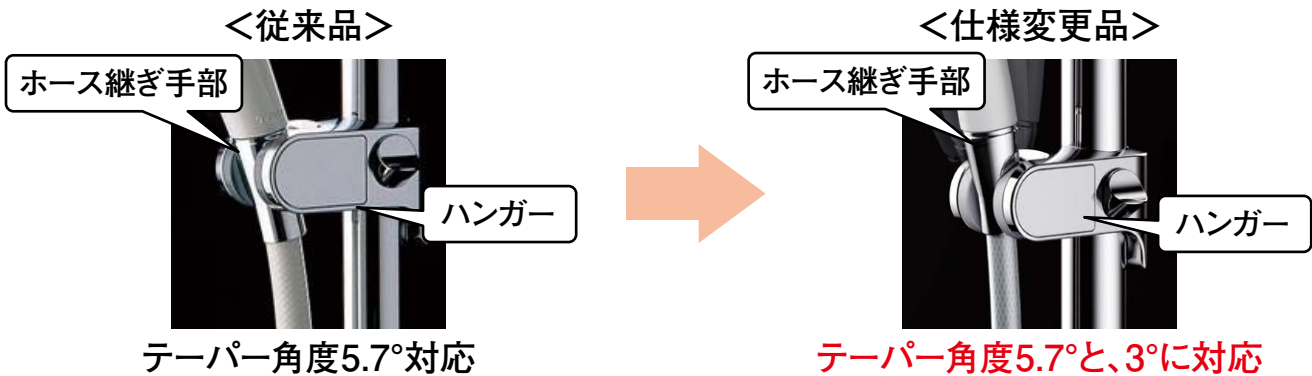 ＜従来品＞
ホース継ぎ手部
ハンガー
テーパー角度5.7°対応
＜仕様変更品＞
ホース継ぎ手部
ハンガー
テーパー角度5.7°と、3°に対応